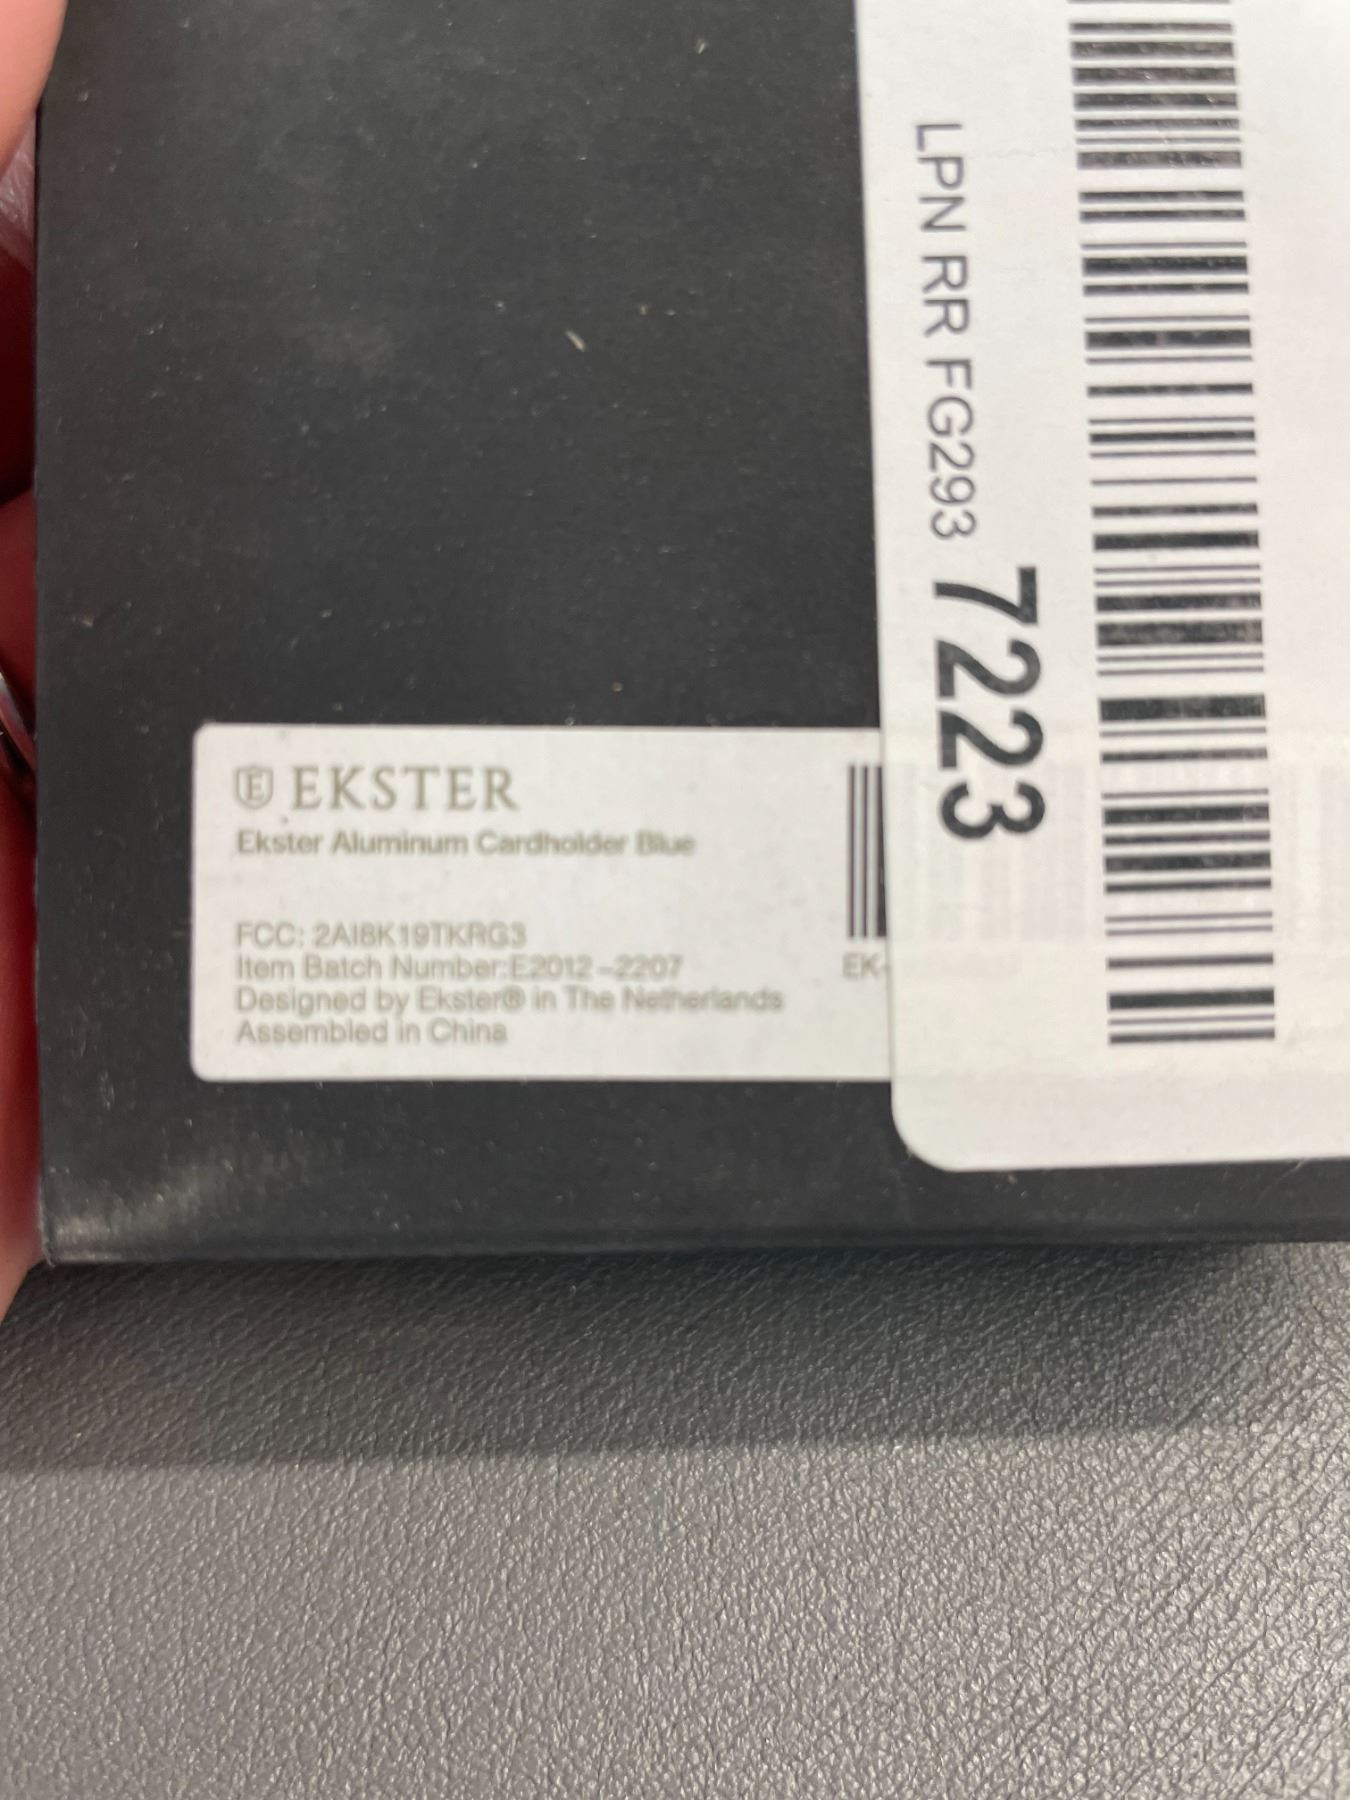 EKSTER
Ekster Aluminum Cardholder Blue
FCC: 2AI8K19TKRG3
Item Batch Number:E2012-2207
Designed by Ekster® in The Netherlands
Assembled in China
EK-
LPN RR FG293 7223